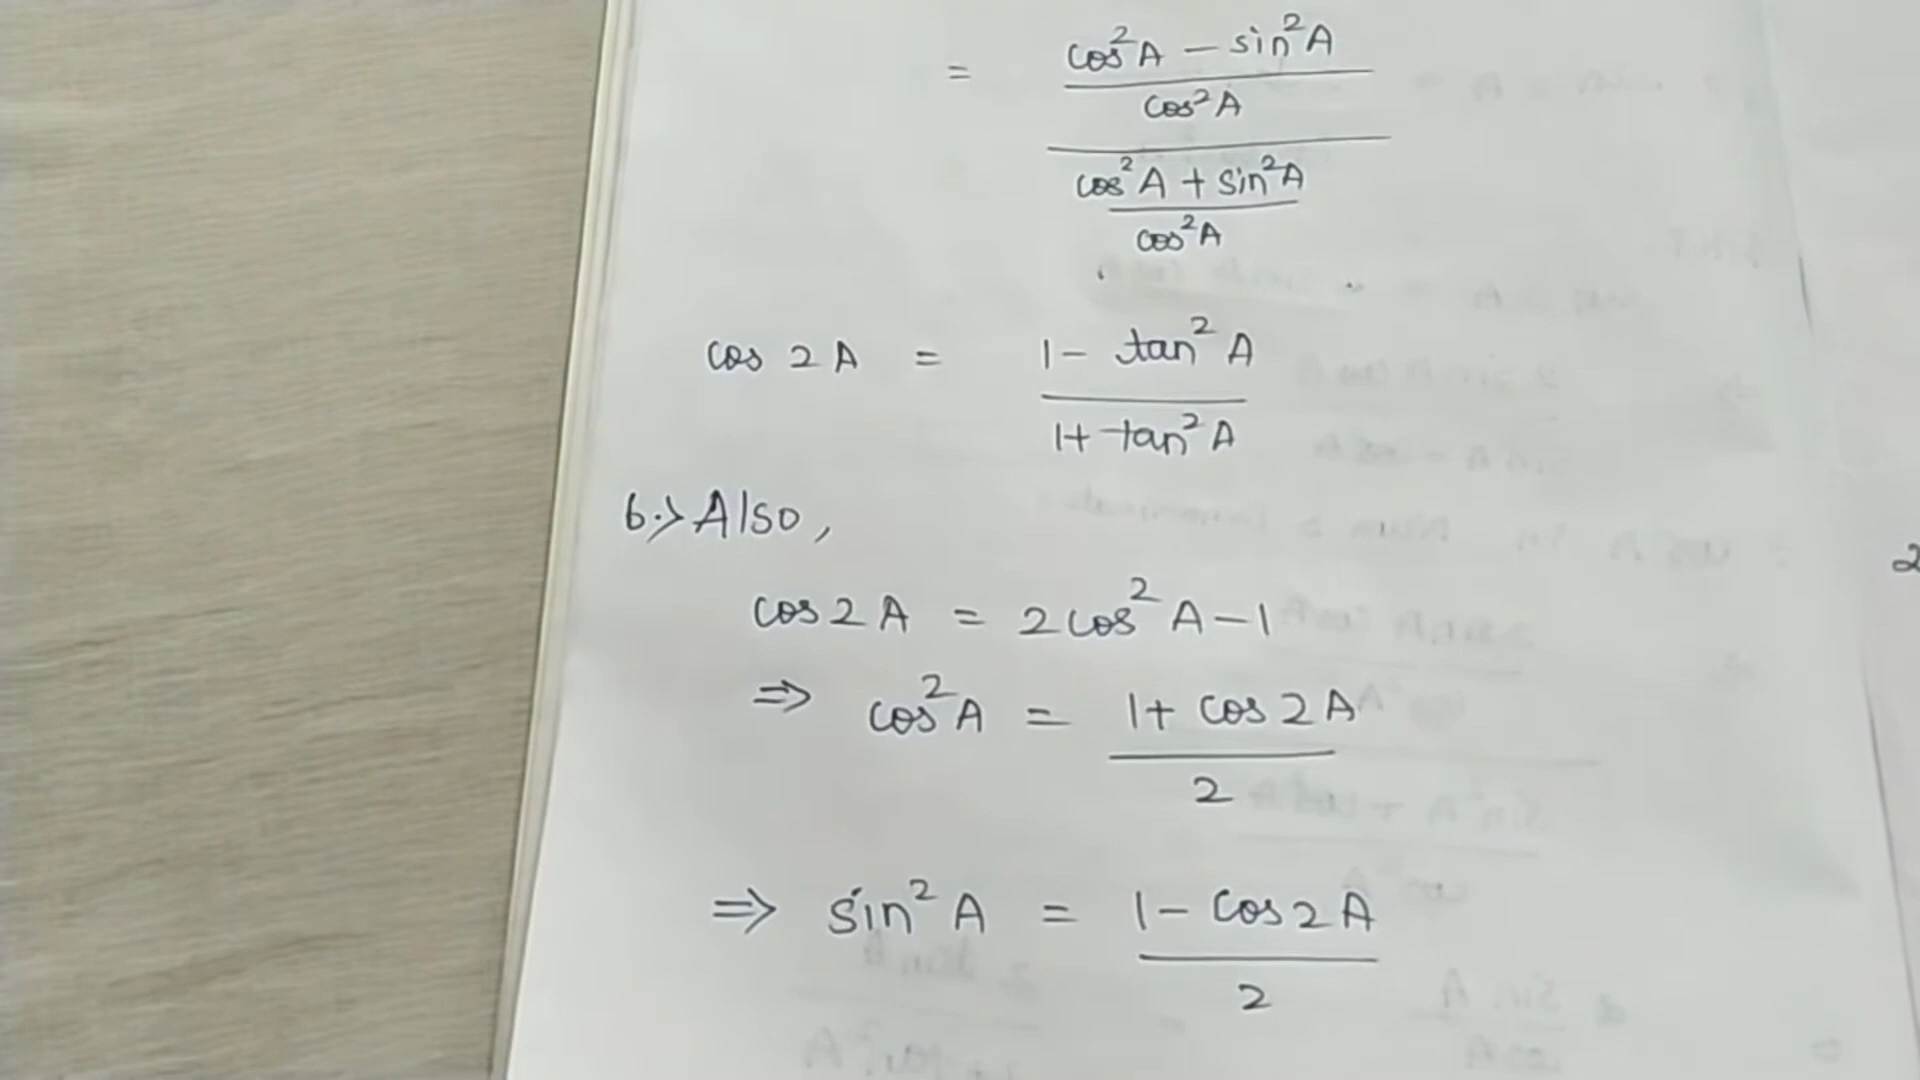 = (cos²A − sin²A / cos²A) / (cos²A + sin²A / cos²A)
cos 2A = (1 − tan²A) / (1 + tan²A)
6.> Also,
cos 2A = 2cos²A − 1
⇒ cos²A = (1 + cos 2A) / 2
⇒ sin²A = (1 − cos 2A) / 2
2